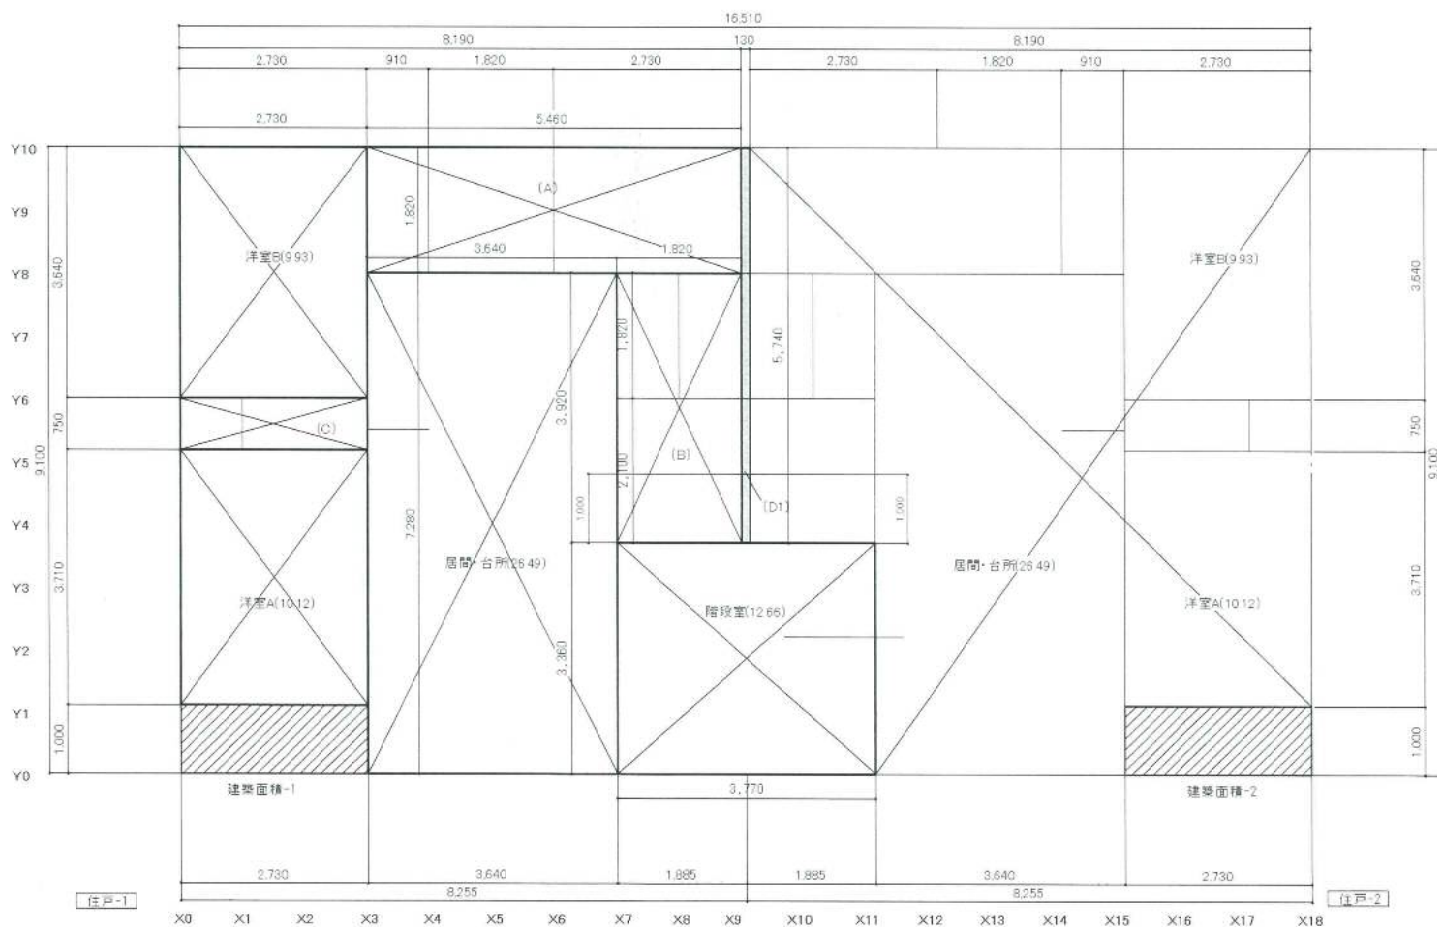 16.510
8.190 130 8.190
2.730 910 1.820 2.730 2.730 1.820 910 2.730
2.730 5.460
Y10
Y9
Y8
Y7
Y6
Y5
Y4
Y3
Y2
Y1
Y0
9.100
3.640
750
3.710
1.000
洋室B(9.93)
(C)
洋室A(10.12)
建築面積-1
(A)
1.820
3.640 1.820
7.280
3.920
3.360
1.820
2.100
(B)
1.000
居間・台所(26.49)
5.740
(D1)
1.000
階段室(12.66)
3.770
居間・台所(26.49)
洋室B(9.93)
洋室A(10.12)
建築面積-2
3.640
750
3.710
1.000
9.100
2.730 3.640 1.885 1.885 3.640 2.730
8.255 8.255
住戸-1 住戸-2
X0 X1 X2 X3 X4 X5 X6 X7 X8 X9 X10 X11 X12 X13 X14 X15 X16 X17 X18